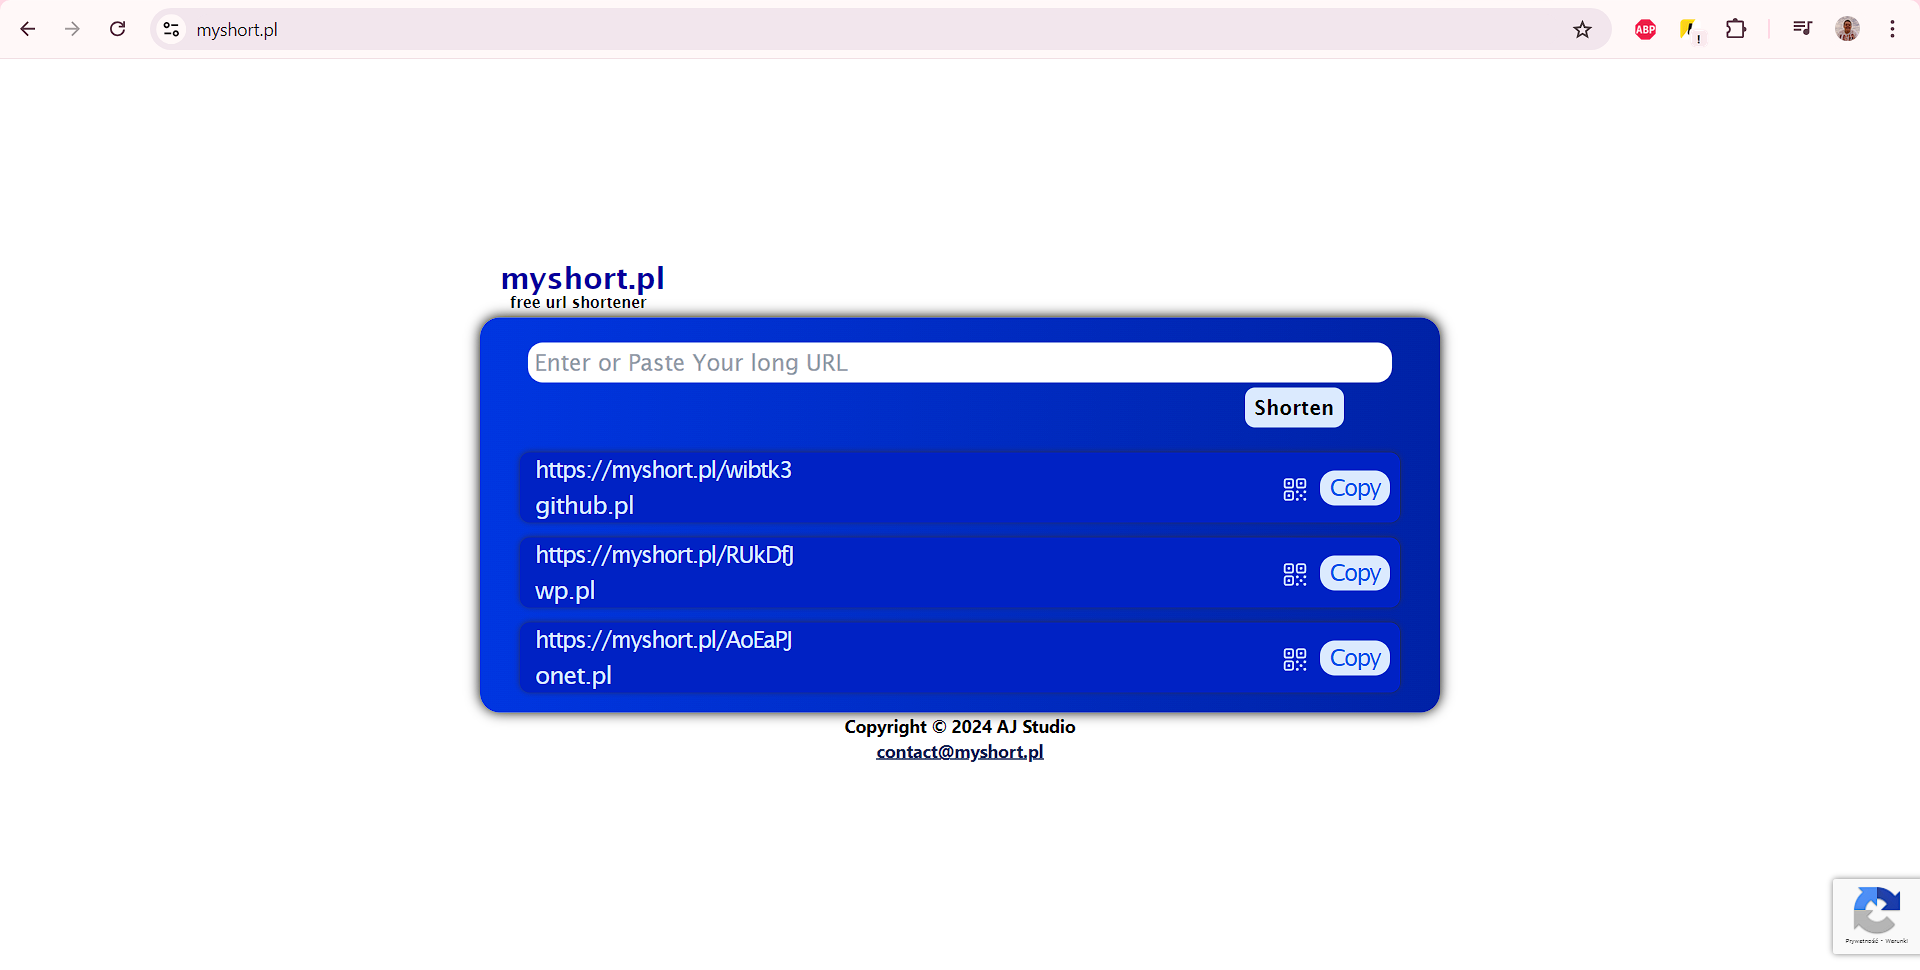 myshort.pl
ABP
!
myshort.pl
free url shortener
Enter or Paste Your long URL
Shorten
https://myshort.pl/wibtk3
github.pl
Copy
https://myshort.pl/RUkDfJ
wp.pl
Copy
https://myshort.pl/AoEaPJ
onet.pl
Copy
Copyright © 2024 AJ Studio
contact@myshort.pl
Prywatność - Warunki